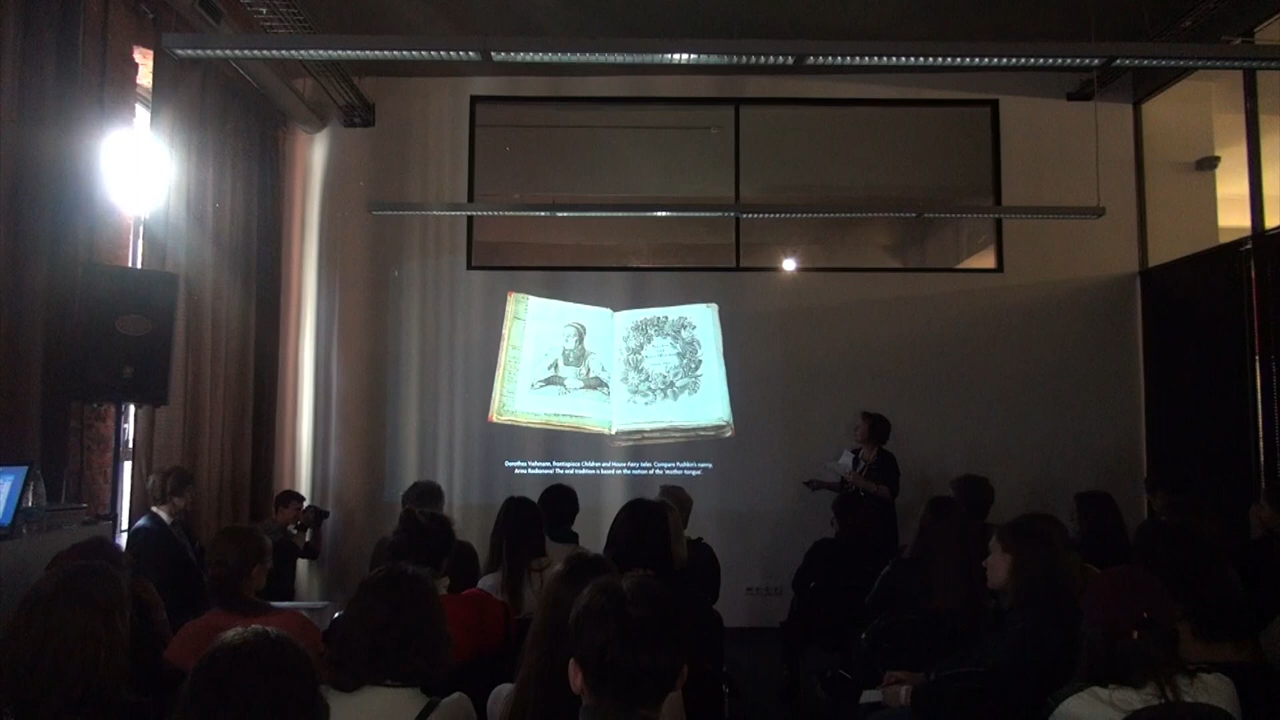 Dorothea Viehmann, frontispiece Children and House Fairy tales. Compare Pushkin's nanny,
Arina Rodionova! The oral tradition is based on the notion of the 'mother-tongue'.